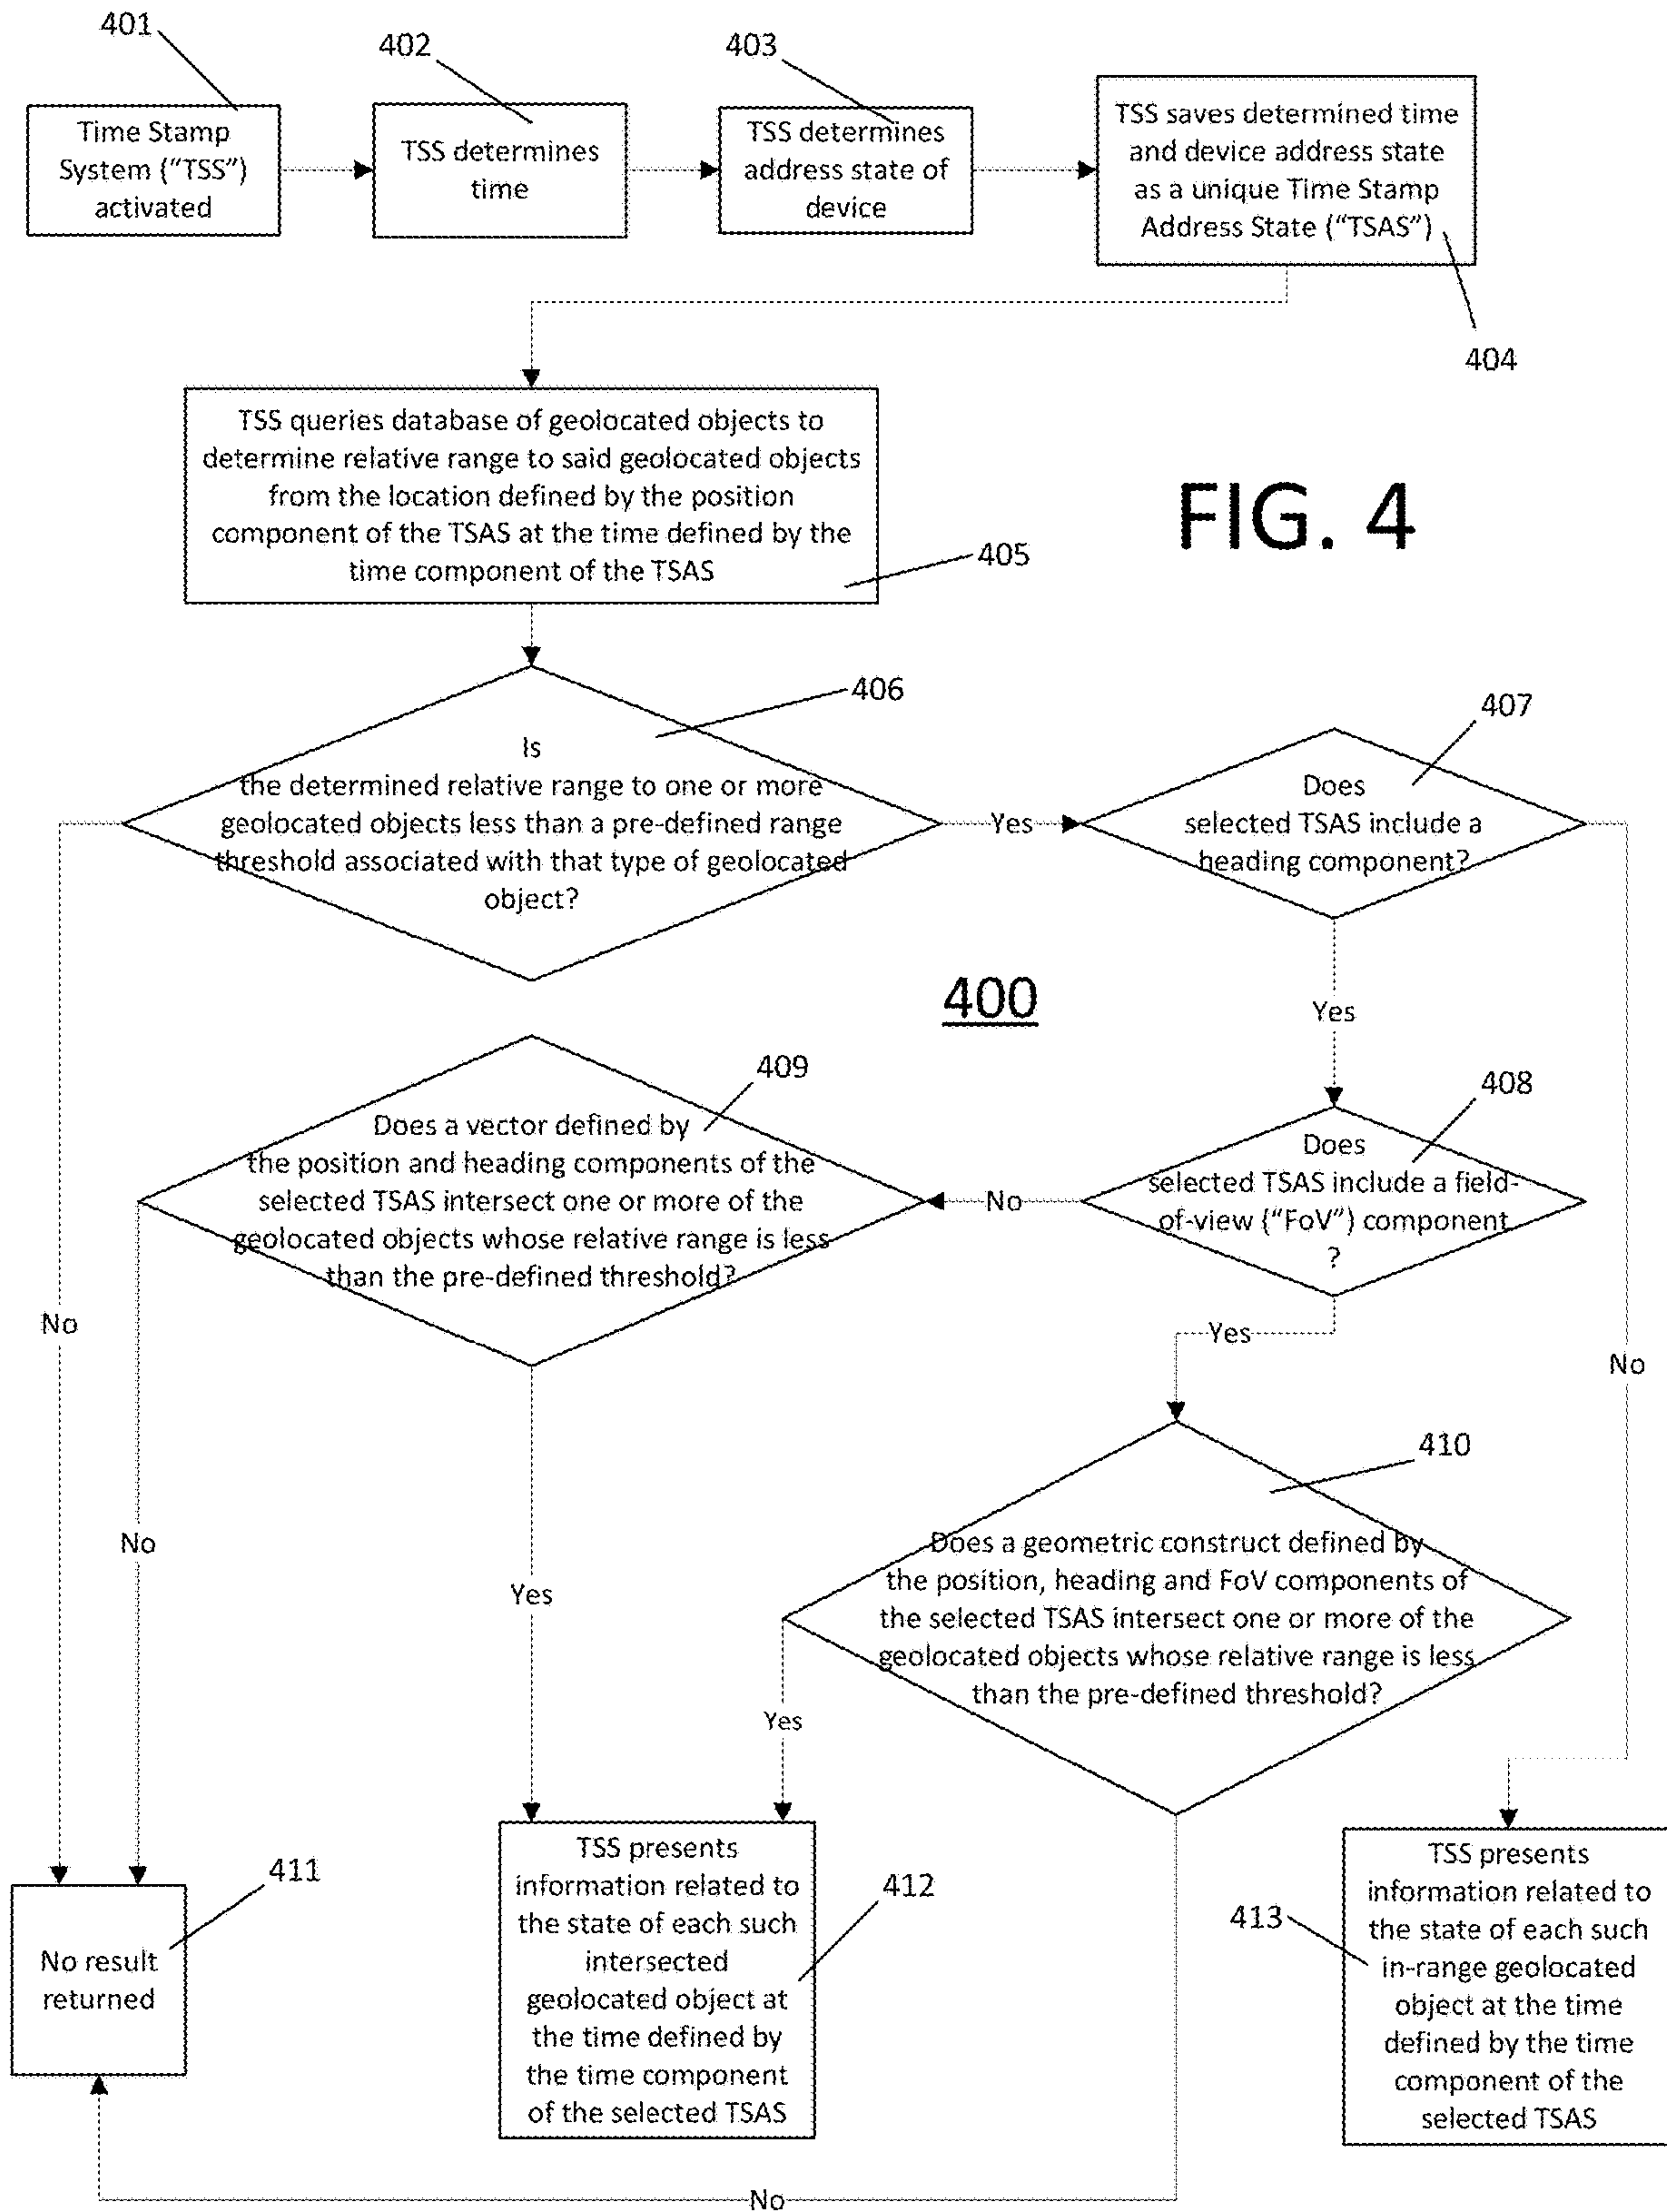 401
402
403
Time Stamp
System (“TSS”)
activated
TSS determines
time
TSS determines
address state of
device
TSS saves determined time
and device address state
as a unique Time Stamp
Address State (“TSAS”)
404
TSS queries database of geolocated objects to
determine relative range to said geolocated objects
from the location defined by the position
component of the TSAS at the time defined by the
time component of the TSAS
405
FIG. 4
406
Is
the determined relative range to one or more
geolocated objects less than a pre-defined range
threshold associated with that type of geolocated
object?
Yes
407
Does
selected TSAS include a
heading component?
400
Yes
409
Does a vector defined by
the position and heading components of the
selected TSAS intersect one or more of the
geolocated objects whose relative range is less
than the pre-defined threshold?
No
408
Does
selected TSAS include a field-
of-view (“FoV”) component
?
No
Yes
No
410
No
Yes
Does a geometric construct defined by
the position, heading and FoV components of
the selected TSAS intersect one or more of the
geolocated objects whose relative range is less
than the pre-defined threshold?
Yes
411
No result
returned
TSS presents
information related to
the state of each such
intersected
geolocated object at
the time defined by
the time component
of the selected TSAS
412
413
TSS presents
information related to
the state of each such
in-range geolocated
object at the time
defined by the time
component of the
selected TSAS
No